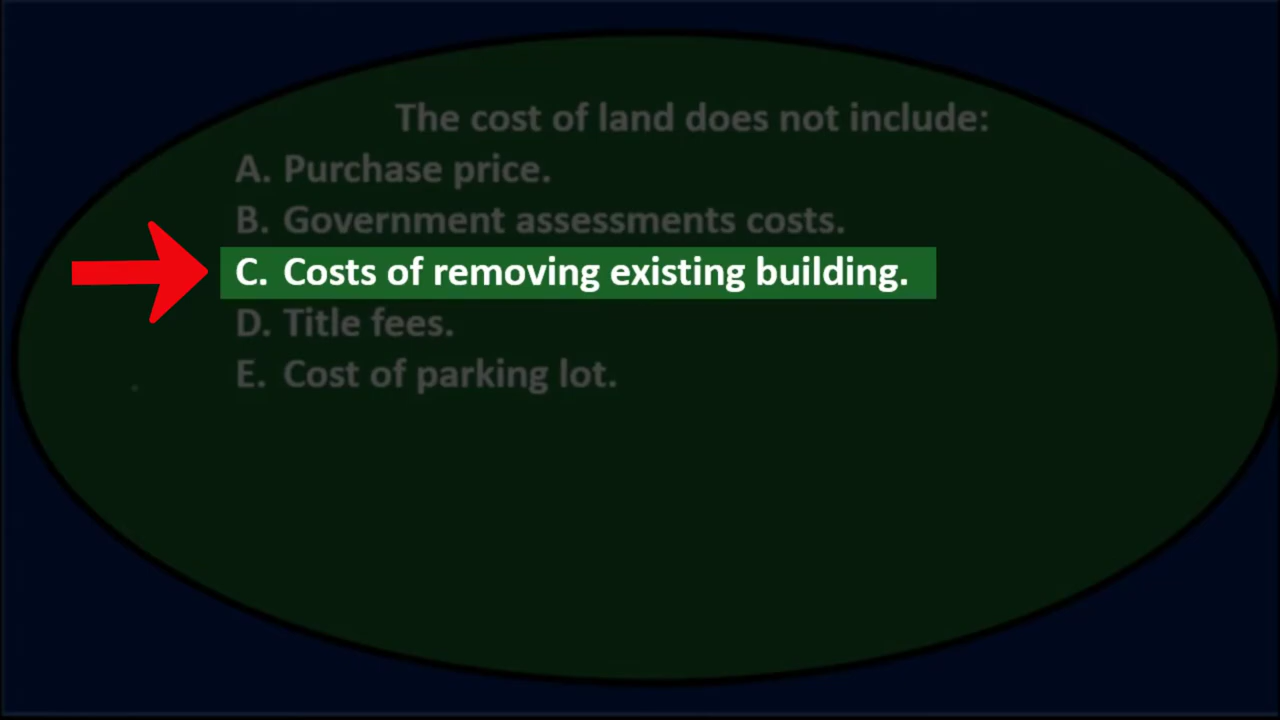 The cost of land does not include:
A. Purchase price.
B. Government assessments costs.
C. Costs of removing existing building.
D. Title fees.
E. Cost of parking lot.